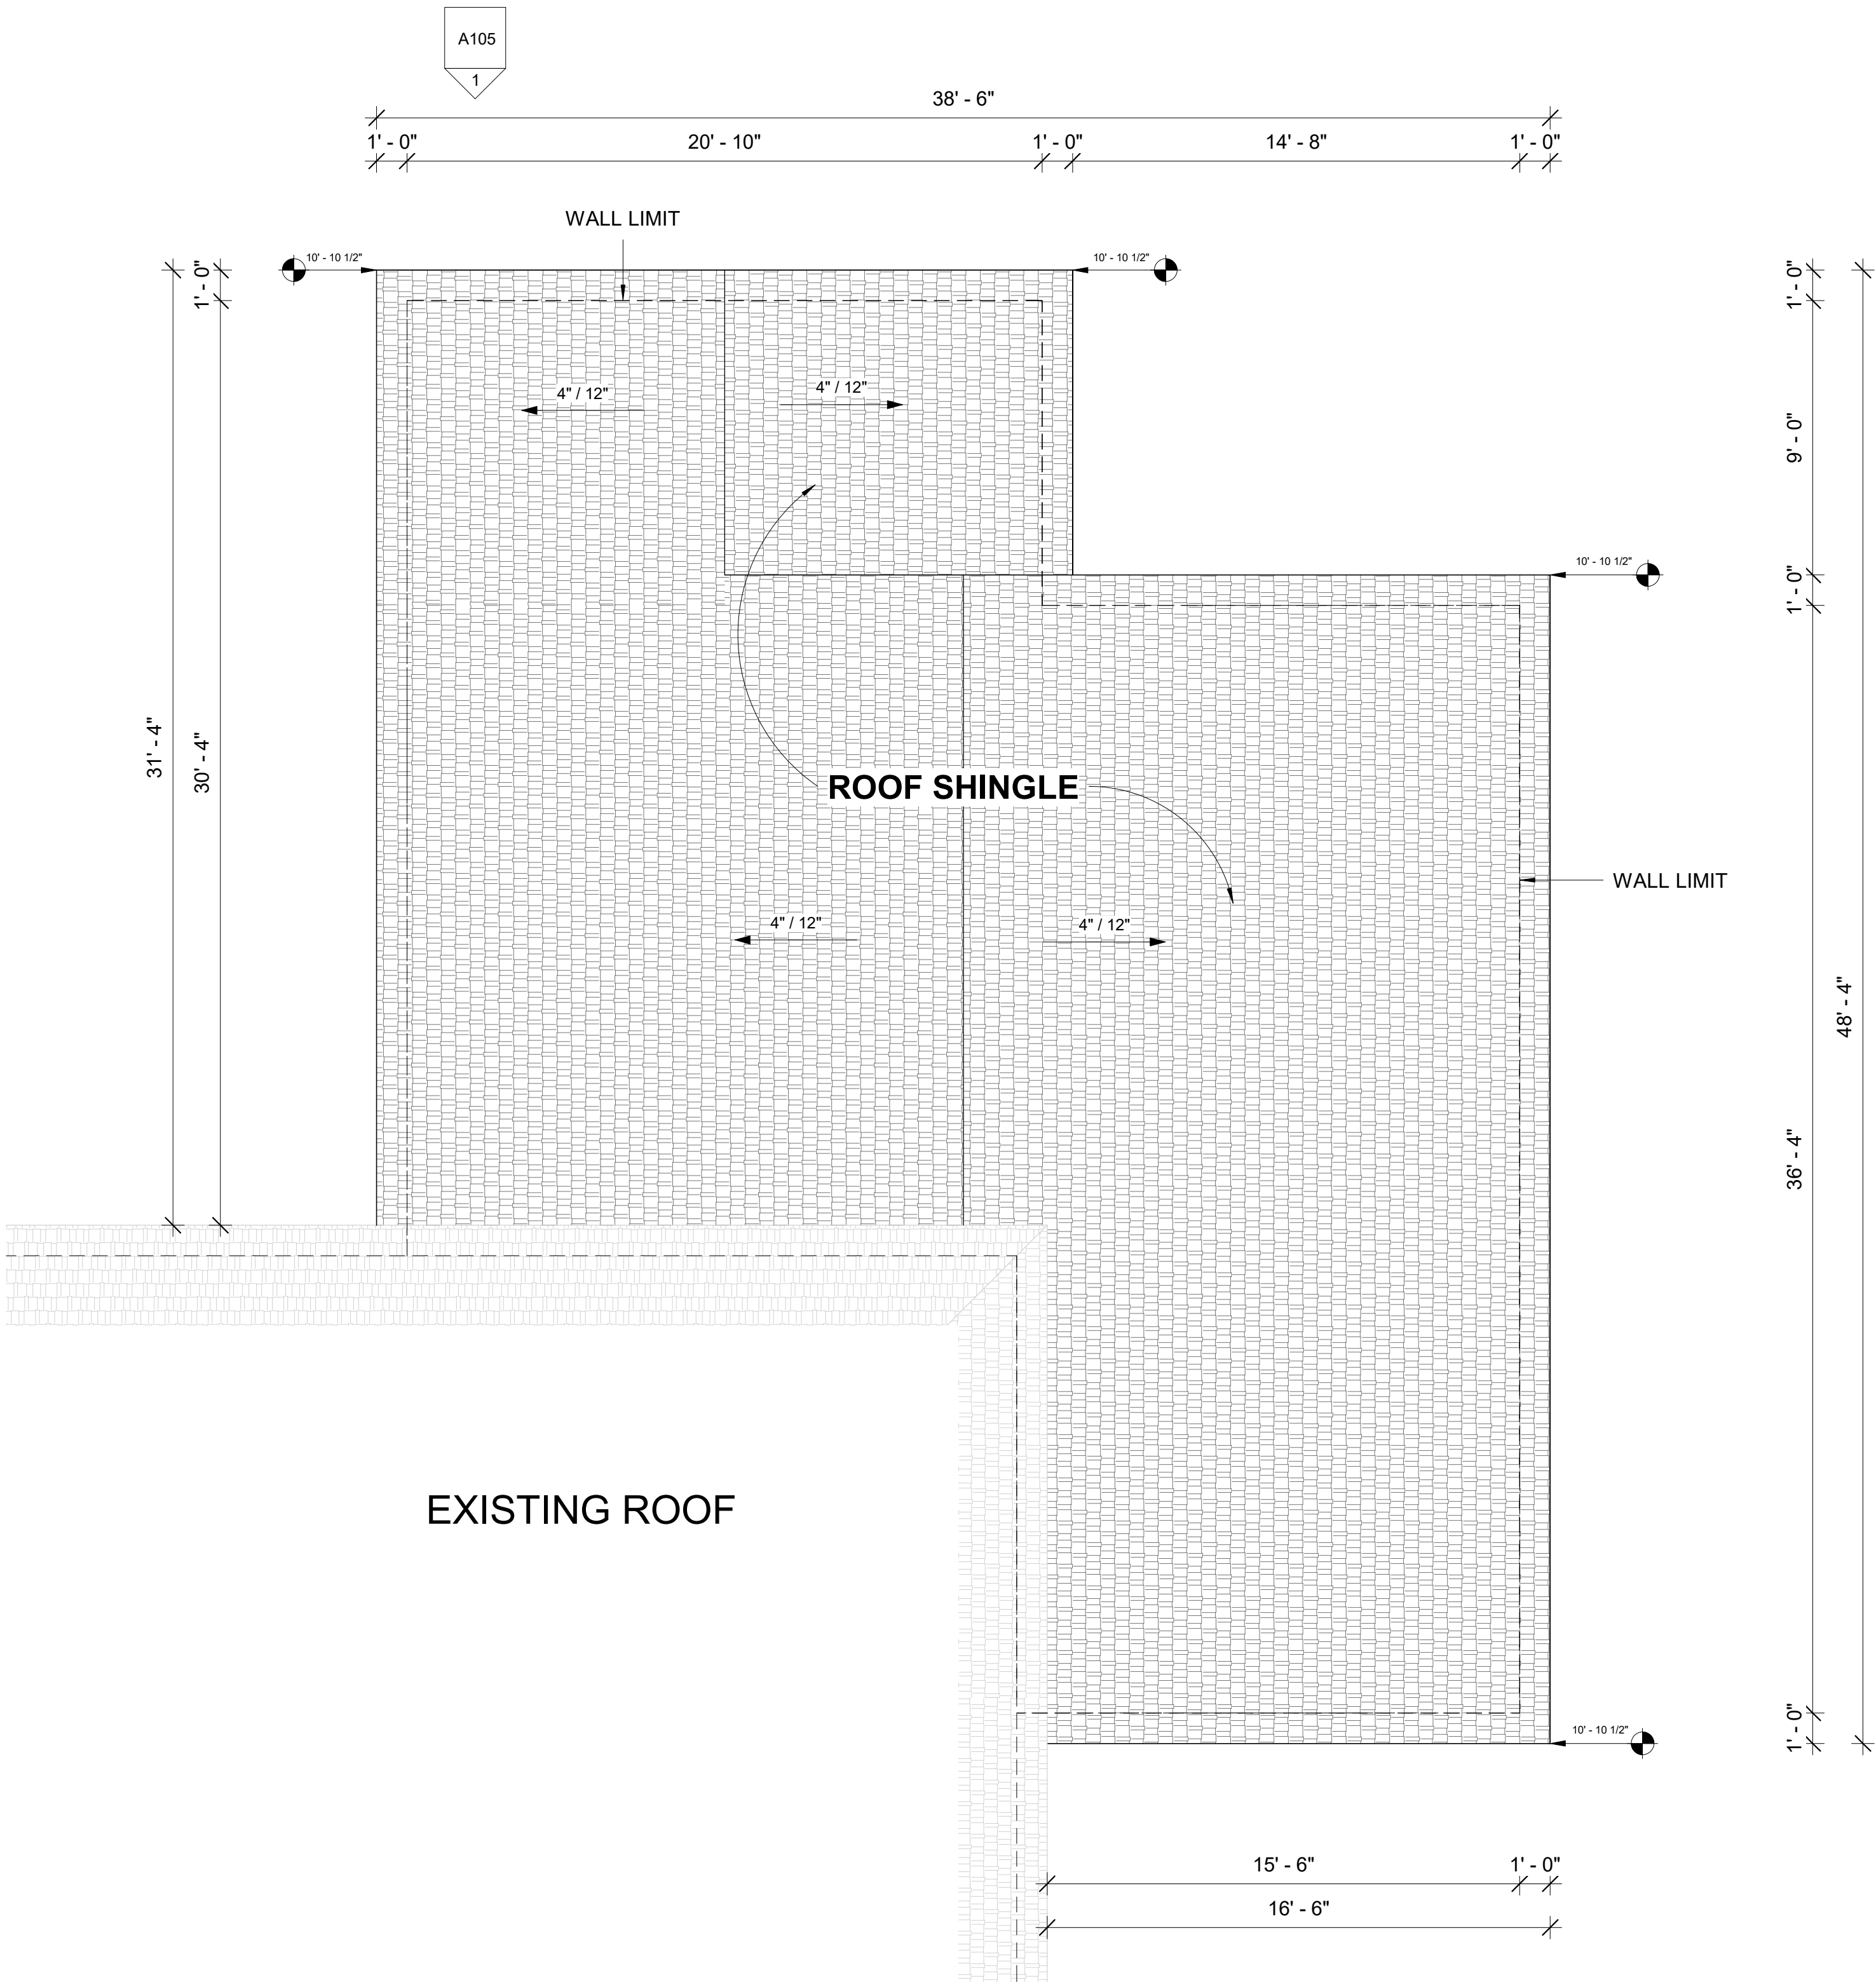 A105
1
38' - 6"
1' - 0"
20' - 10"
1' - 0"
14' - 8"
1' - 0"
WALL LIMIT
10' - 10 1/2"
10' - 10 1/2"
1' - 0"
1' - 0"
4" / 12"
4" / 12"
9' - 0"
10' - 10 1/2"
1' - 0"
31' - 4"
30' - 4"
ROOF SHINGLE
WALL LIMIT
4" / 12"
4" / 12"
48' - 4"
36' - 4"
EXISTING ROOF
1' - 0"
10' - 10 1/2"
15' - 6"
1' - 0"
16' - 6"